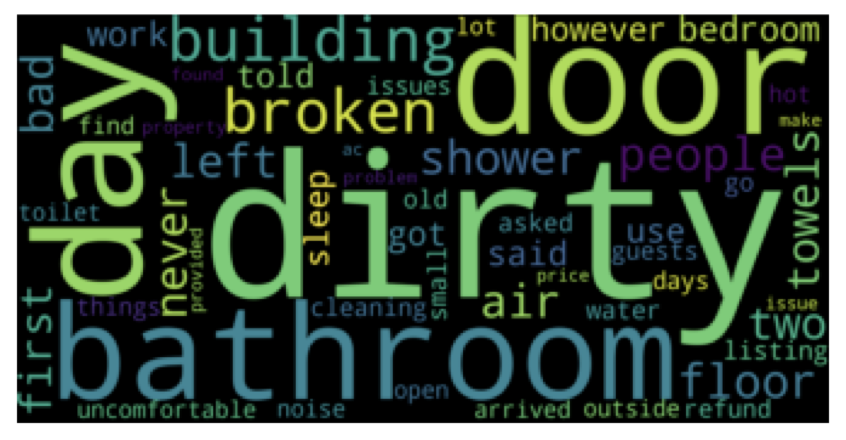 work building lot however bedroom
bad day found told issues door hot
find property broken make
left ac shower people towels
problem go
toilet never provided sleep dirty old asked use
got said guests
small price days
first things cleaning air water issue two
bathroom listing
open floor
uncomfortable noise arrived outside refund